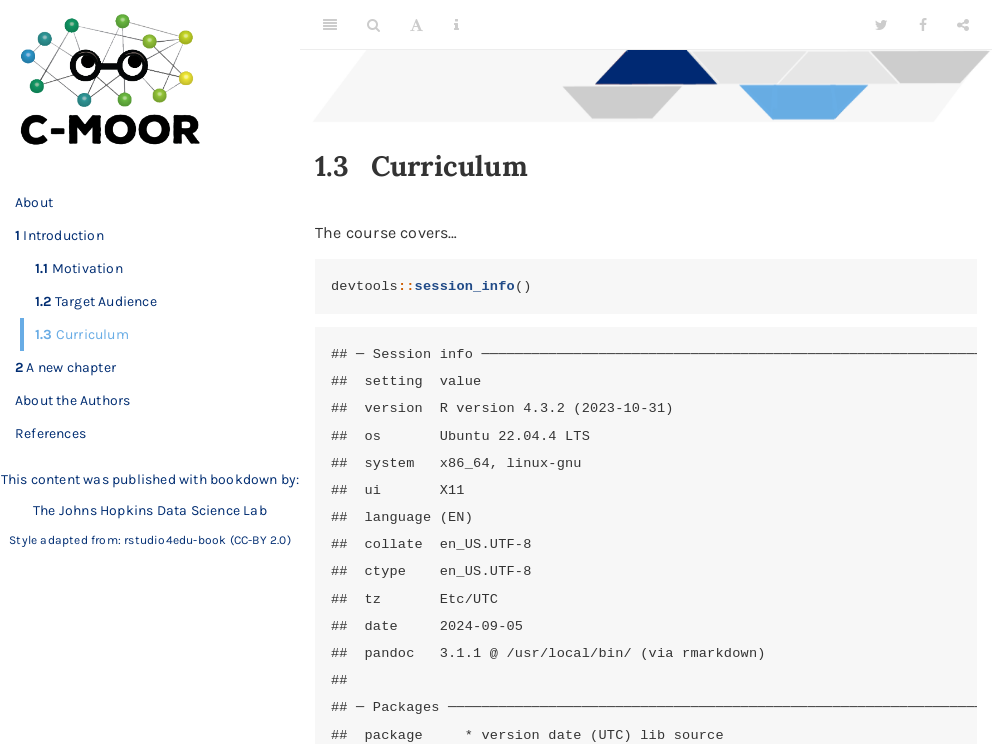 C-MOOR
About
1 Introduction
1.1 Motivation
1.2 Target Audience
1.3 Curriculum
2 A new chapter
About the Authors
References
This content was published with bookdown by:
The Johns Hopkins Data Science Lab
Style adapted from: rstudio4edu-book (CC-BY 2.0)
1.3 Curriculum
The course covers…
devtools::session_info()
## ─ Session info ───────────────────────────────────────────────────────────
##  setting  value
##  version  R version 4.3.2 (2023-10-31)
##  os       Ubuntu 22.04.4 LTS
##  system   x86_64, linux-gnu
##  ui       X11
##  language (EN)
##  collate  en_US.UTF-8
##  ctype    en_US.UTF-8
##  tz       Etc/UTC
##  date     2024-09-05
##  pandoc   3.1.1 @ /usr/local/bin/ (via rmarkdown)
##
## ─ Packages ───────────────────────────────────────────────────────────────
##  package     * version date (UTC) lib source